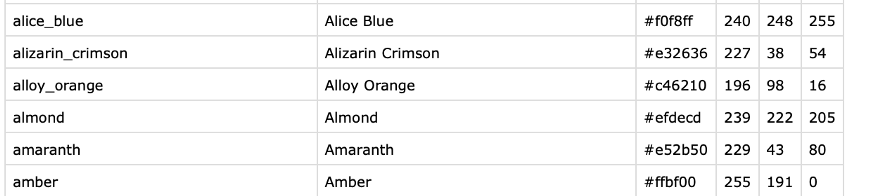 alice_blue Alice Blue #f0f8ff 240 248 255
alizarin_crimson Alizarin Crimson #e32636 227 38 54
alloy_orange Alloy Orange #c46210 196 98 16
almond Almond #efdecd 239 222 205
amaranth Amaranth #e52b50 229 43 80
amber Amber #ffbf00 255 191 0